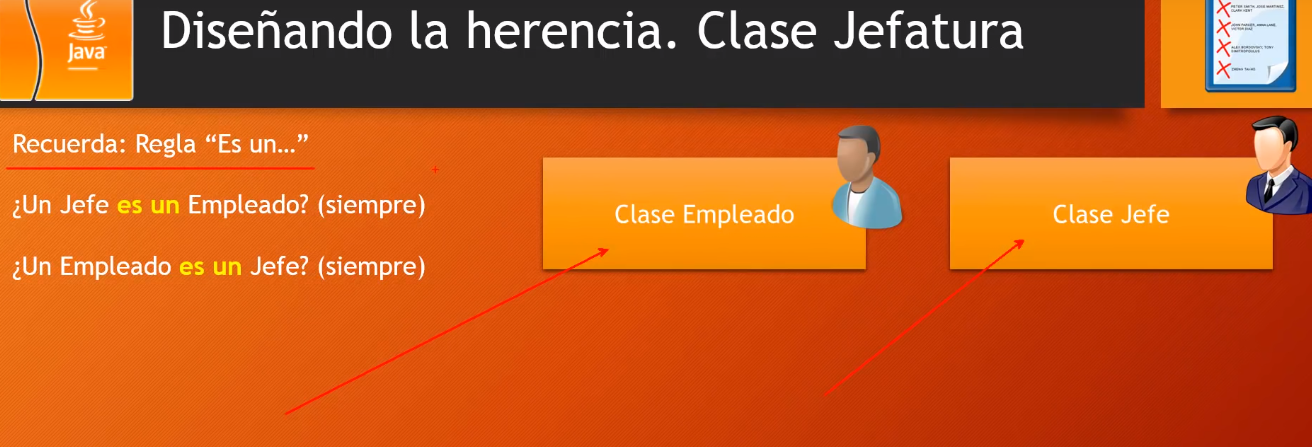 Java
Diseñando la herencia. Clase Jefatura
Recuerda: Regla “Es un...”
¿Un Jefe es un Empleado? (siempre)
¿Un Empleado es un Jefe? (siempre)
Clase Empleado
Clase Jefe